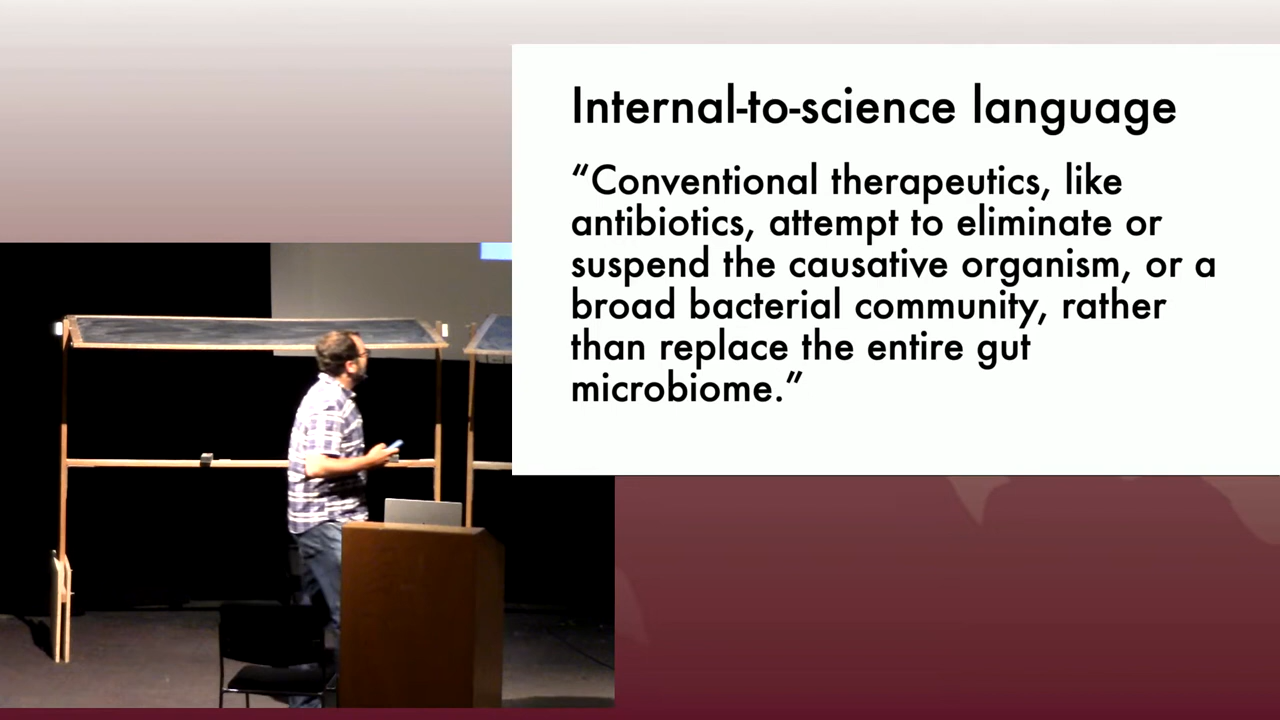 Internal-to-science language
“Conventional therapeutics, like
antibiotics, attempt to eliminate or
suspend the causative organism, or a
broad bacterial community, rather
than replace the entire gut
microbiome.”